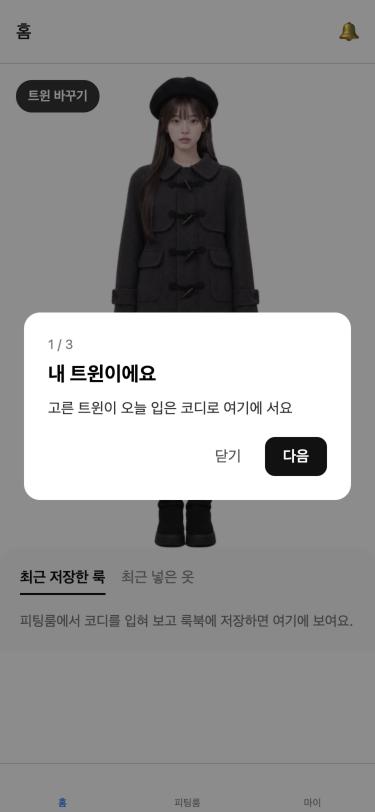 홈
트윈 바꾸기
1 / 3
내 트윈이에요
고른 트윈이 오늘 입은 코디로 여기에 서요
닫기 다음
최근 저장한 룩 최근 넣은 옷
피팅룸에서 코디를 입혀 보고 룩북에 저장하면 여기에 보여요.
홈 피팅룸 마이